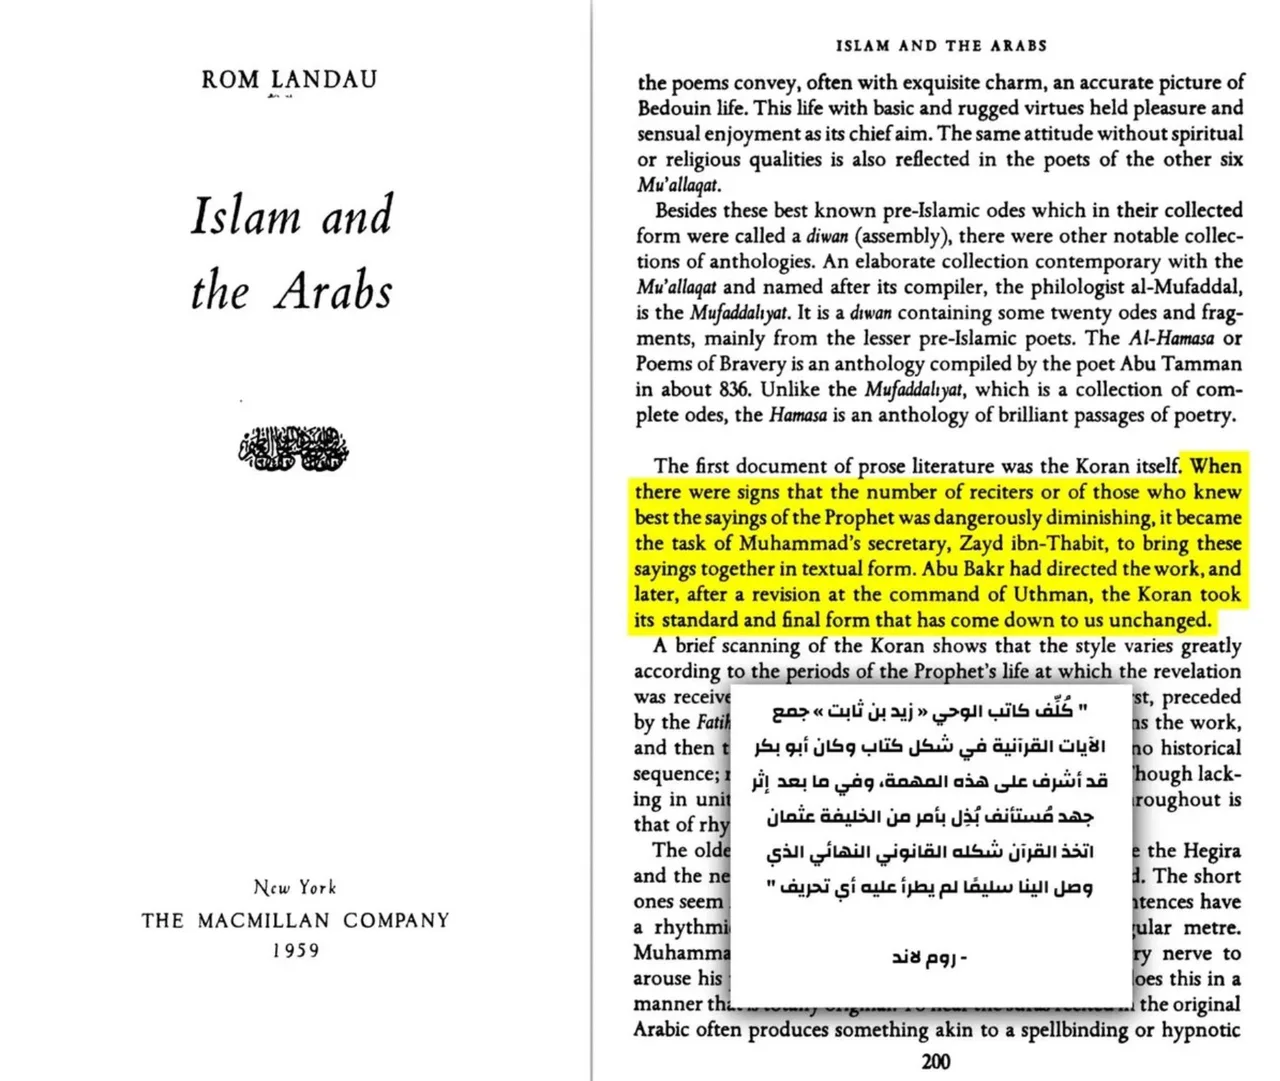 ROM LANDAU
Islam and
the Arabs
New York
THE MACMILLAN COMPANY
1959
ISLAM AND THE ARABS
the poems convey, often with exquisite charm, an accurate picture of
Bedouin life. This life with basic and rugged virtues held pleasure and
sensual enjoyment as its chief aim. The same attitude without spiritual
or religious qualities is also reflected in the poets of the other six
Mu'allaqat.
Besides these best known pre-Islamic odes which in their collected
form were called a diwan (assembly), there were other notable collec-
tions of anthologies. An elaborate collection contemporary with the
Mu'allaqat and named after its compiler, the philologist al-Mufaddal,
is the Mufaddalıyat. It is a dıwan containing some twenty odes and frag-
ments, mainly from the lesser pre-Islamic poets. The Al-Hamasa or
Poems of Bravery is an anthology compiled by the poet Abu Tamman
in about 836. Unlike the Mufaddalıyat, which is a collection of com-
plete odes, the Hamasa is an anthology of brilliant passages of poetry.
The first document of prose literature was the Koran itself. When
there were signs that the number of reciters or of those who knew
best the sayings of the Prophet was dangerously diminishing, it became
the task of Muhammad's secretary, Zayd ibn-Thabit, to bring these
sayings together in textual form. Abu Bakr had directed the work, and
later, after a revision at the command of Uthman, the Koran took
its standard and final form that has come down to us unchanged.
A brief scanning of the Koran shows that the style varies greatly
according to the periods of the Prophet's life at which the revelation
was receive st, preceded
by the Fatih ns the work,
and then t no historical
sequence; Though lack-
ing in unit roughout is
that of rhy
The olde e the Hegira
and the ne d. The short
ones seem ntences have
a rhythmi gular metre.
Muhamma ry nerve to
arouse his oes this in a
manner tha the original
Arabic often produces something akin to a spellbinding or hypnotic
200
" كُلِّف كاتب الوحي « زيد بن ثابت » جمع
الآيات القرآنية في شكل كتاب وكان أبو بكر
قد أشرف على هذه المهمة، وفي ما بعد إثر
جهد مُستأنف بُذِل بأمر من الخليفة عثمان
اتخذ القرآن شكله القانوني النهائي الذي
وصل الينا سليمًا لم يطرأ عليه أي تحريف "
- روم لاند